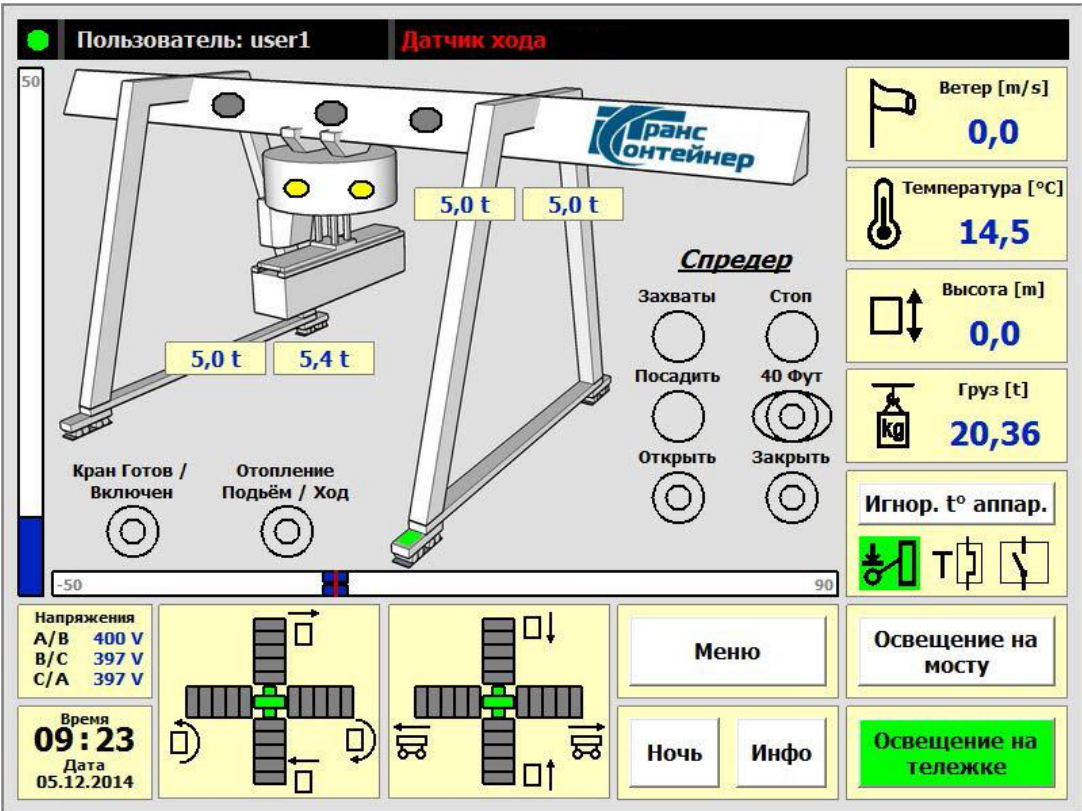 Пользователь: user1
Датчик хода
50
Транс
Контейнер
5,0 t
5,0 t
5,0 t
5,4 t
Спредер
Захваты
Стоп
Посадить
40 Фут
Открыть
Закрыть
Кран Готов /
Включен
Отопление
Подьём / Ход
-50
90
Ветер [m/s]
0,0
Температура [°C]
14,5
Высота [m]
0,0
kg
Груз [t]
20,36
Игнор. t° аппар.
T
Напряжения
A/B 400 V
B/C 397 V
C/A 397 V
Время
09:23
Дата
05.12.2014
Меню
Ночь
Инфо
Освещение на
мосту
Освещение на
тележке